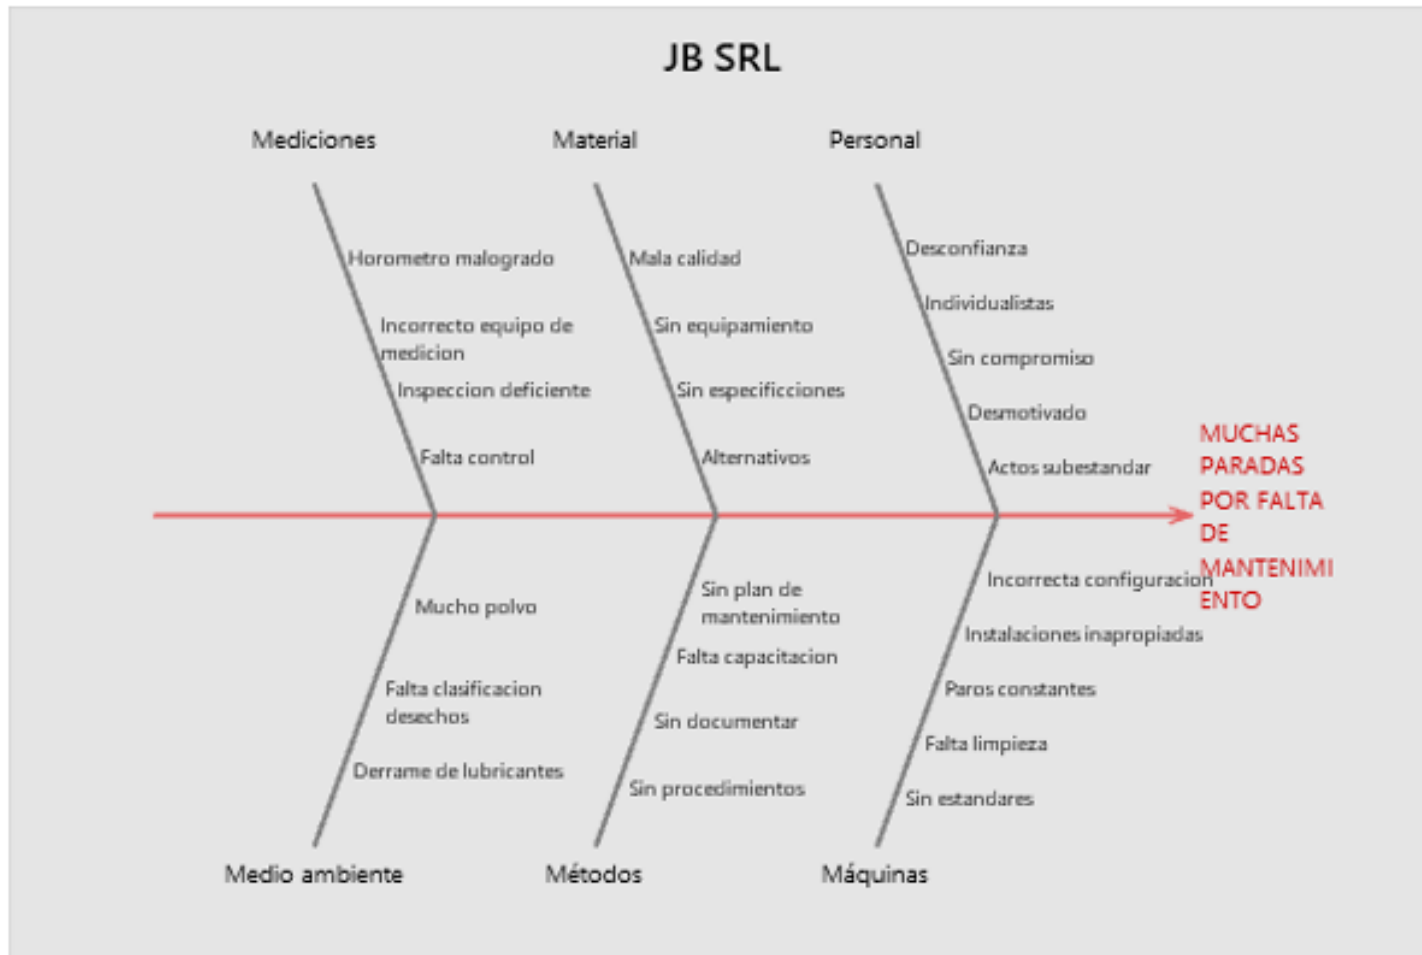 JB SRL
Mediciones
Material
Personal
Horometro malogrado
Incorrecto equipo de
medicion
Inspeccion deficiente
Falta control
Mala calidad
Sin equipamiento
Sin especificciones
Alternativos
Desconfianza
Individualistas
Sin compromiso
Desmotivado
Actos subestandar
MUCHAS
PARADAS
POR FALTA
DE
MANTENIMI
ENTO
Mucho polvo
Falta clasificacion
desechos
Derrame de lubricantes
Sin plan de
mantenimiento
Falta capacitacion
Sin documentar
Sin procedimientos
Incorrecta configuracion
Instalaciones inapropiadas
Paros constantes
Falta limpieza
Sin estandares
Medio ambiente
Métodos
Máquinas